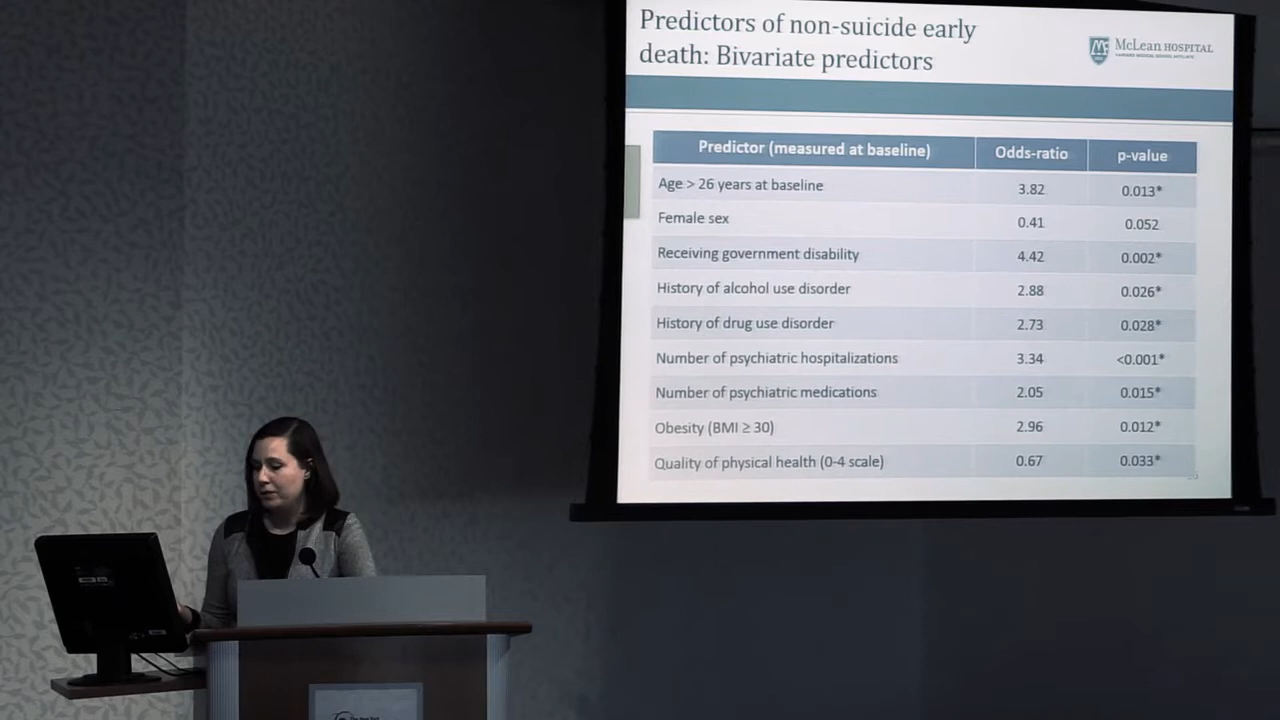 Predictors of non-suicide early
death: Bivariate predictors
McLean HOSPITAL
HARVARD MEDICAL SCHOOL AFFILIATE
Predictor (measured at baseline) Odds-ratio p-value
Age > 26 years at baseline 3.82 0.013*
Female sex 0.41 0.052
Receiving government disability 4.42 0.002*
History of alcohol use disorder 2.88 0.026*
History of drug use disorder 2.73 0.028*
Number of psychiatric hospitalizations 3.34 <0.001*
Number of psychiatric medications 2.05 0.015*
Obesity (BMI ≥ 30) 2.96 0.012*
Quality of physical health (0-4 scale) 0.67 0.033*